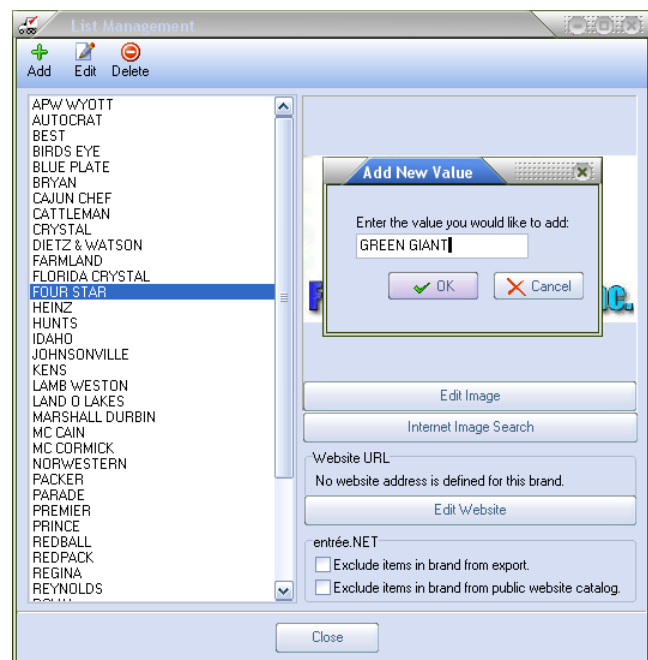 List Management
Add Edit Delete
APW WYOTT
AUTOCRAT
BEST
BIRDS EYE
BLUE PLATE
BRYAN
CAJUN CHEF
CATTLEMAN
CRYSTAL
DIETZ & WATSON
FARMLAND
FLORIDA CRYSTAL
FOUR STAR
HEINZ
HUNTS
IDAHO
JOHNSONVILLE
KENS
LAMB WESTON
LAND O LAKES
MARSHALL DURBIN
MC CAIN
MC CORMICK
NORWESTERN
PACKER
PARADE
PREMIER
PRINCE
REDBALL
REDPACK
REGINA
REYNOLDS
Add New Value
Enter the value you would like to add:
GREEN GIANT
OK Cancel
Edit Image
Internet Image Search
Website URL
No website address is defined for this brand.
Edit Website
entrée.NET
Exclude items in brand from export.
Exclude items in brand from public website catalog.
Close